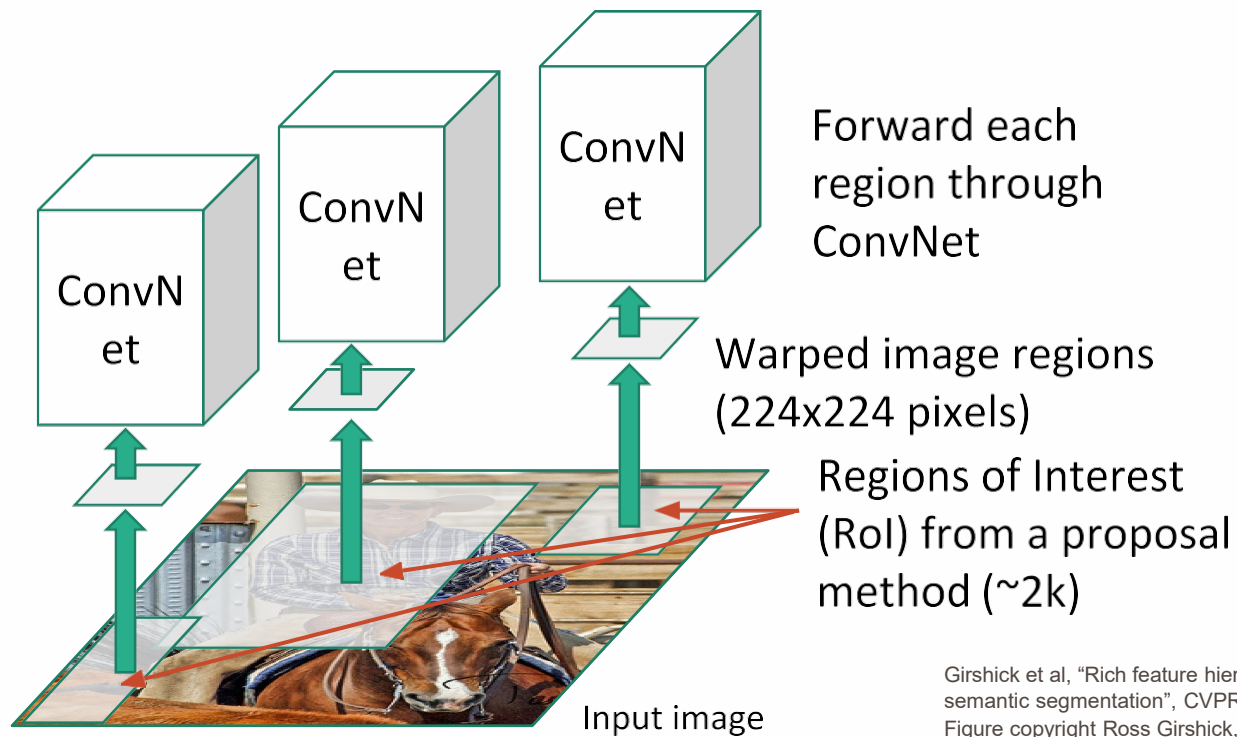 ConvN
et
ConvN
et
ConvN
et
Forward each
region through
ConvNet
Warped image regions
(224x224 pixels)
Regions of Interest
(RoI) from a proposal
method (~2k)
Input image
Girshick et al, “Rich feature hier
semantic segmentation”, CVPR
Figure copyright Ross Girshick,